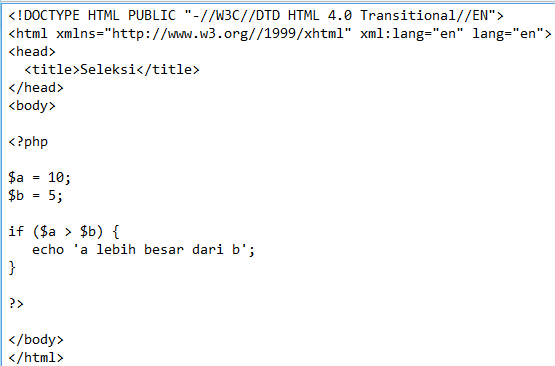 <!DOCTYPE HTML PUBLIC "-//W3C//DTD HTML 4.0 Transitional//EN">
<html xmlns="http://www.w3.org//1999/xhtml" xml:lang="en" lang="en">
<head>
  <title>Seleksi</title>
</head>
<body>

<?php

$a = 10;
$b = 5;

if ($a > $b) {
   echo 'a lebih besar dari b';
}

?>

</body>
</html>